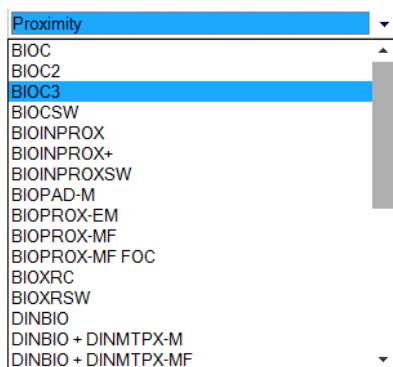 Proximity
BIOC
BIOC2
BIOC3
BIOCSW
BIOINPROX
BIOINPROX+
BIOINPROXSW
BIOPAD-M
BIOPROX-EM
BIOPROX-MF
BIOPROX-MF FOC
BIOXRC
BIOXRSW
DINBIO
DINBIO + DINMTPX-M
DINBIO + DINMTPX-MF